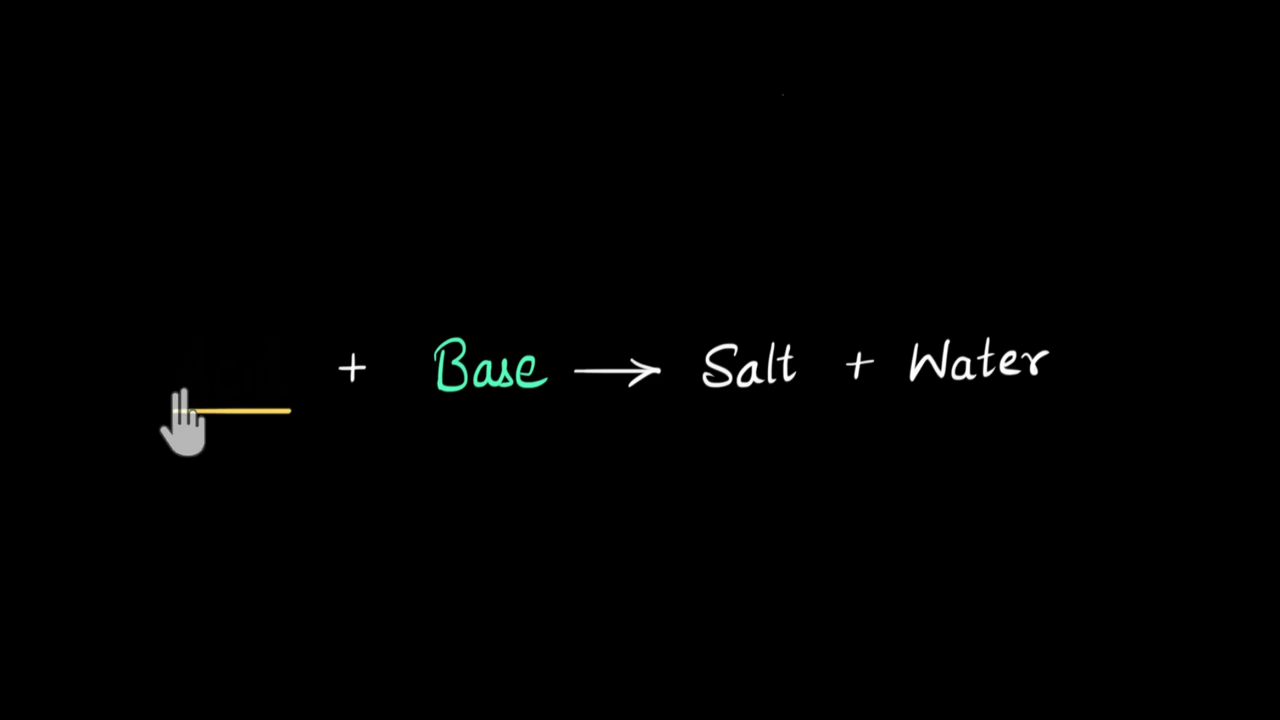 + Base → Salt + Water